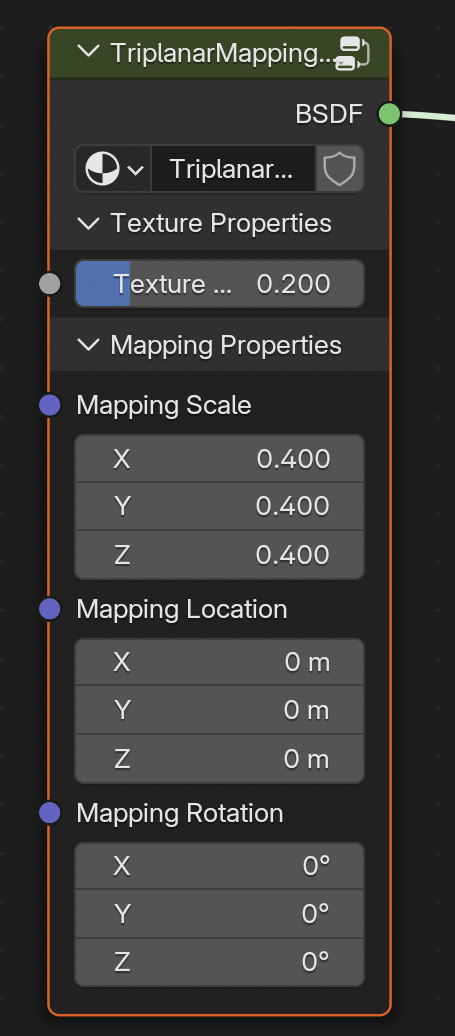 TriplanarMapping...
BSDF
Triplanar...
Texture Properties
Texture ... 0.200
Mapping Properties
Mapping Scale
X 0.400
Y 0.400
Z 0.400
Mapping Location
X 0 m
Y 0 m
Z 0 m
Mapping Rotation
X 0°
Y 0°
Z 0°